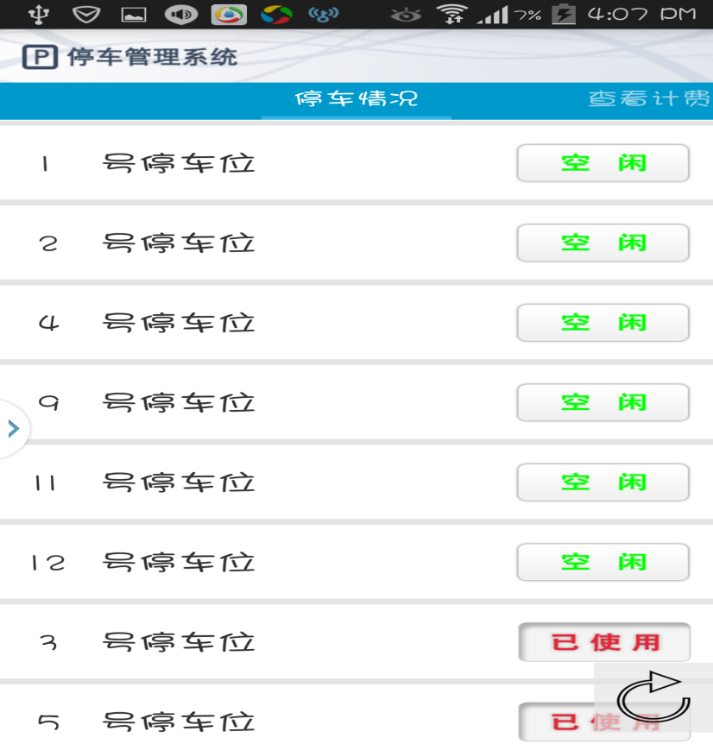 7% 4:07 PM
P 停车管理系统
停车情况 查看计费
1 号停车位 空 闲
2 号停车位 空 闲
4 号停车位 空 闲
9 号停车位 空 闲
11 号停车位 空 闲
12 号停车位 空 闲
3 号停车位 已使用
5 号停车位 已使用